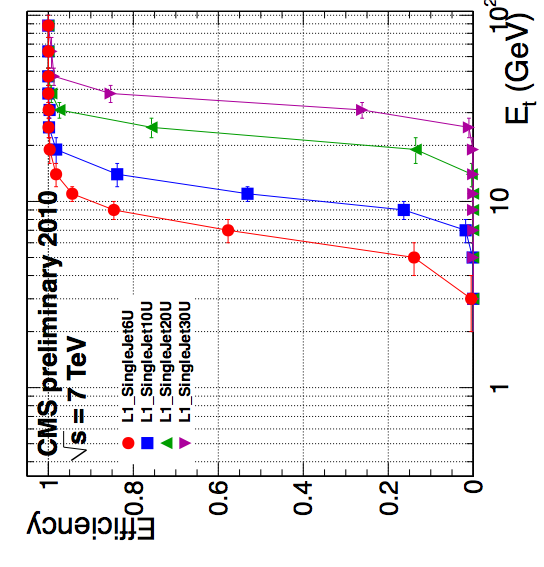 CMS preliminary 2010
√s = 7 TeV
L1_SingleJet6U
L1_SingleJet10U
L1_SingleJet20U
L1_SingleJet30U
Efficiency
1
0.8
0.6
0.4
0.2
0
1
10
10²
Eₜ (GeV)